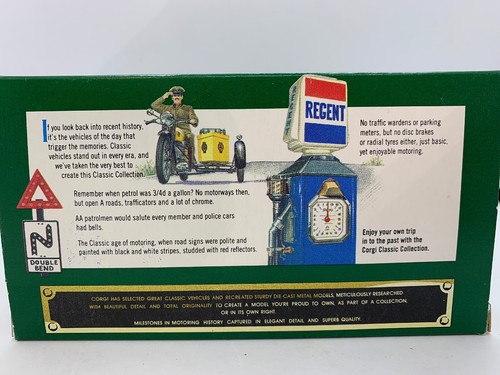 If you look back into recent history,
it's the vehicles of the day that
trigger the memories. Classic
vehicles stand out in every era, and
we've taken the very best to
create this Classic Collection.
Remember when petrol was 3/4d a gallon? No motorways then,
but open A roads, trafficators and a lot of chrome.
AA patrolmen would salute every member and police cars
had bells.
The Classic age of motoring, when road signs were polite and
painted with black and white stripes, studded with red reflectors.
DOUBLE
BEND
REGENT
No traffic wardens or parking
meters, but no disc brakes
or radial tyres either, just basic,
yet enjoyable motoring.
Enjoy your own trip
in to the past with the
Corgi Classic Collection.
CORGI HAS SELECTED GREAT CLASSIC VEHICLES AND RECREATED STURDY DIE-CAST METAL MODELS, METICULOUSLY RESEARCHED
WITH BEAUTIFUL DETAIL AND TOTAL ORIGINALITY TO CREATE A MODEL YOU'RE PROUD TO OWN, AS PART OF A COLLECTION,
OR IN ITS OWN RIGHT.
MILESTONES IN MOTORING HISTORY CAPTURED IN ELEGANT DETAIL AND SUPERB QUALITY.